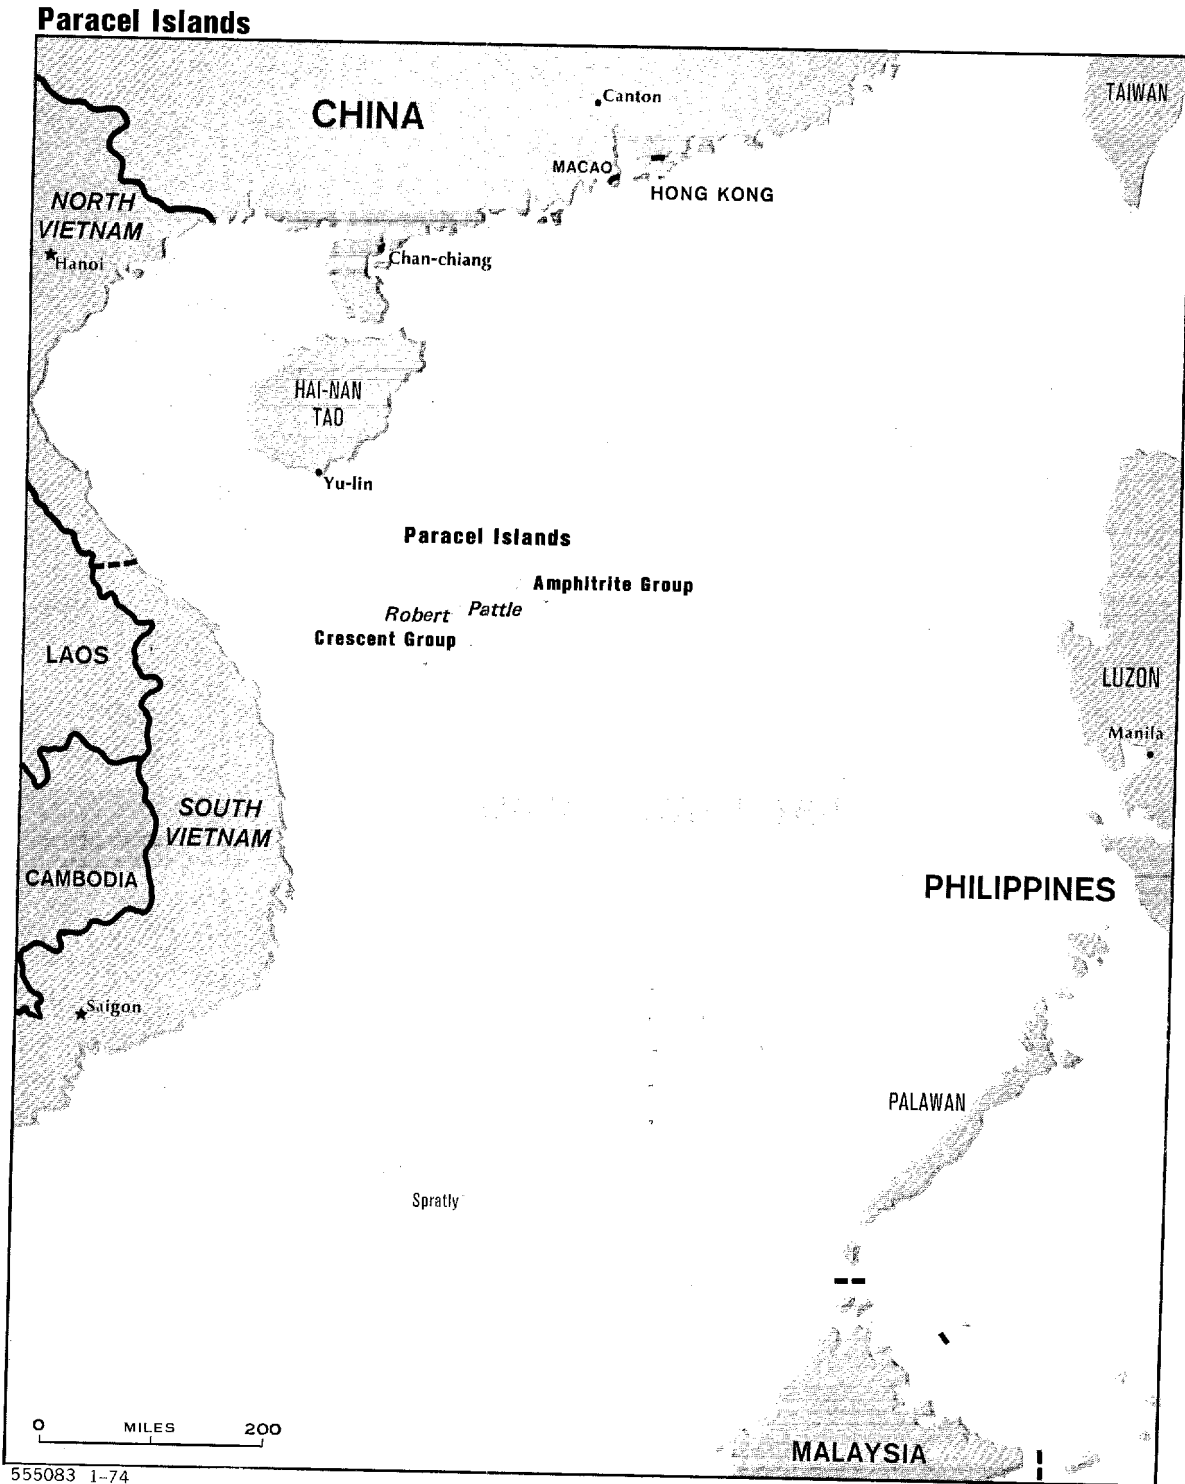 Paracel Islands
CHINA
Canton
TAIWAN
MACAO
HONG KONG
NORTH
VIETNAM
Hanoi
Chan-chiang
HAI-NAN
TAO
Yu-lin
Paracel Islands
Amphitrite Group
Robert
Pattle
Crescent Group
LAOS
LUZON
Manila
SOUTH
VIETNAM
CAMBODIA
PHILIPPINES
Saigon
PALAWAN
Spratly
0 MILES 200
MALAYSIA
555083 1-74